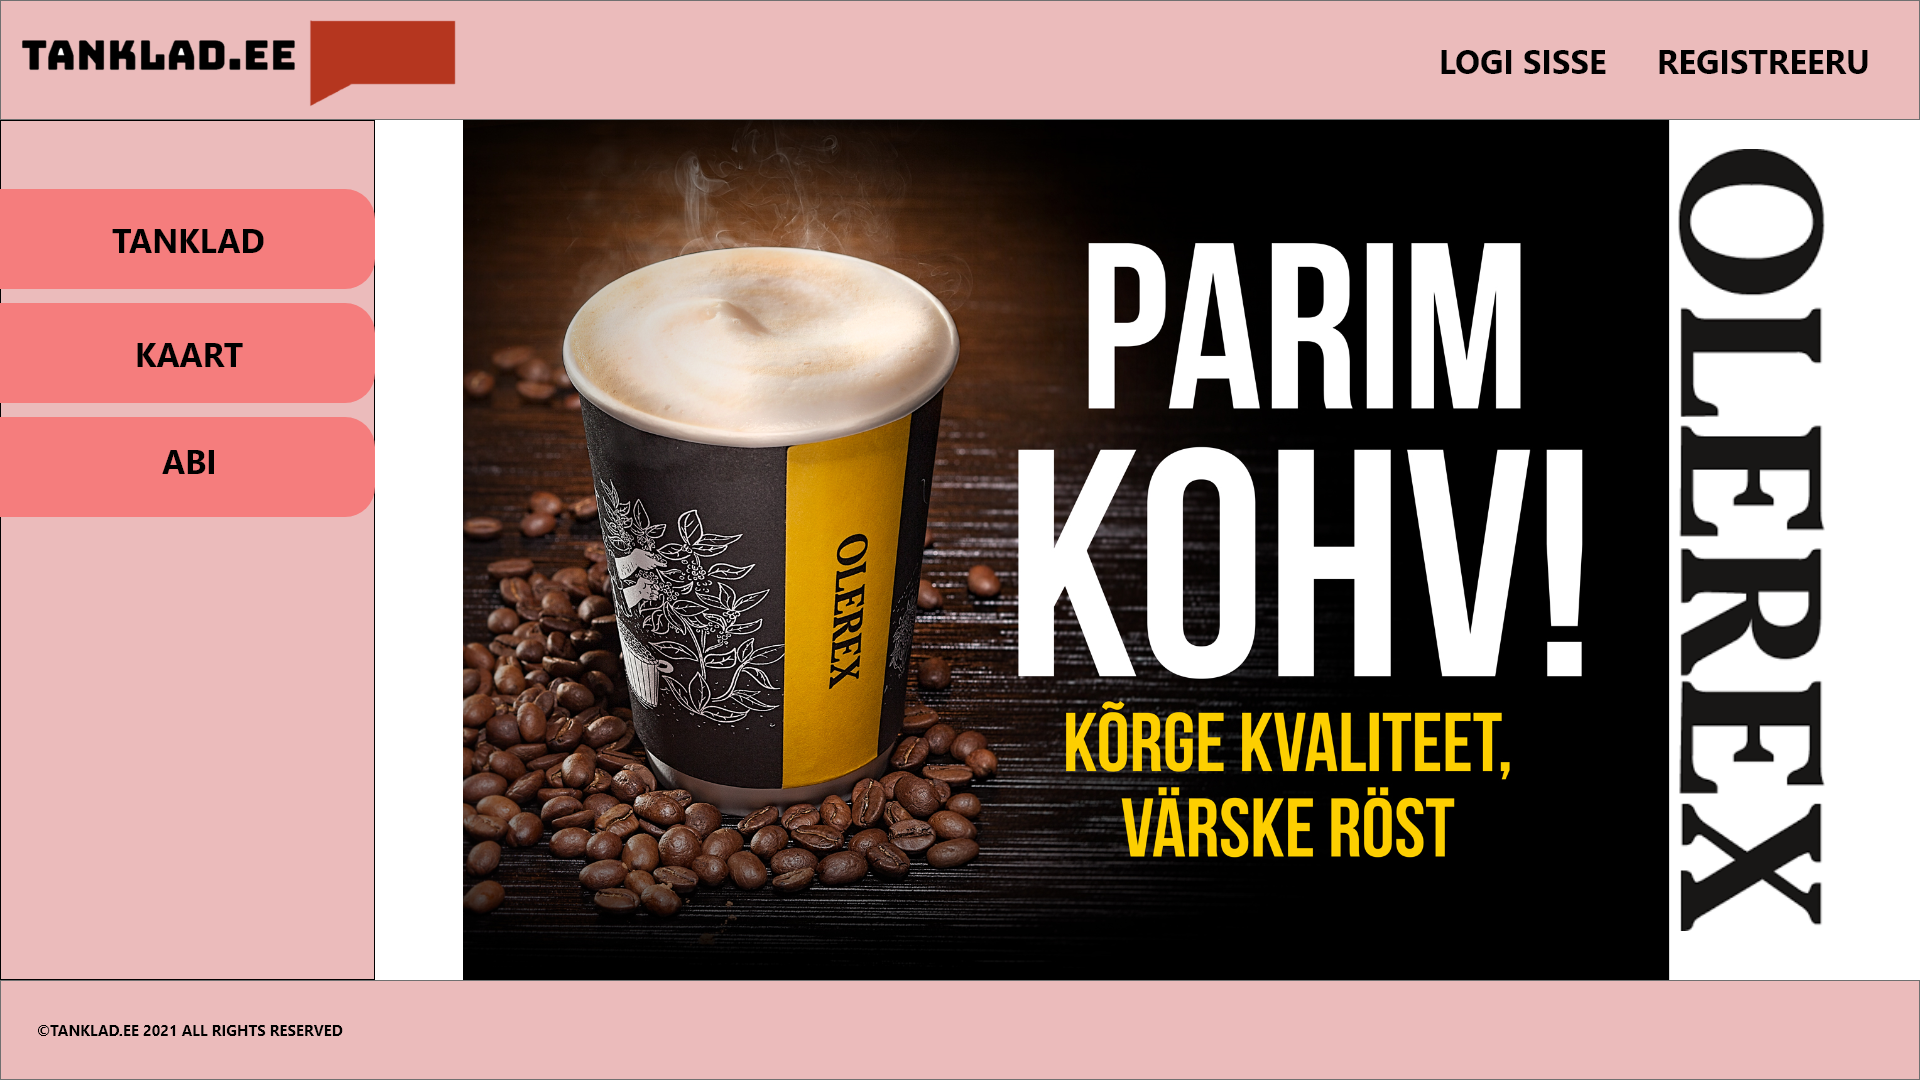 TANKLAD.EE
LOGI SISSE
REGISTREERU
TANKLAD
KAART
ABI
PARIM
KOHV!
KÕRGE KVALITEET,
VÄRSKE RÖST
OLEREX
OLEREX
©TANKLAD.EE 2021 ALL RIGHTS RESERVED